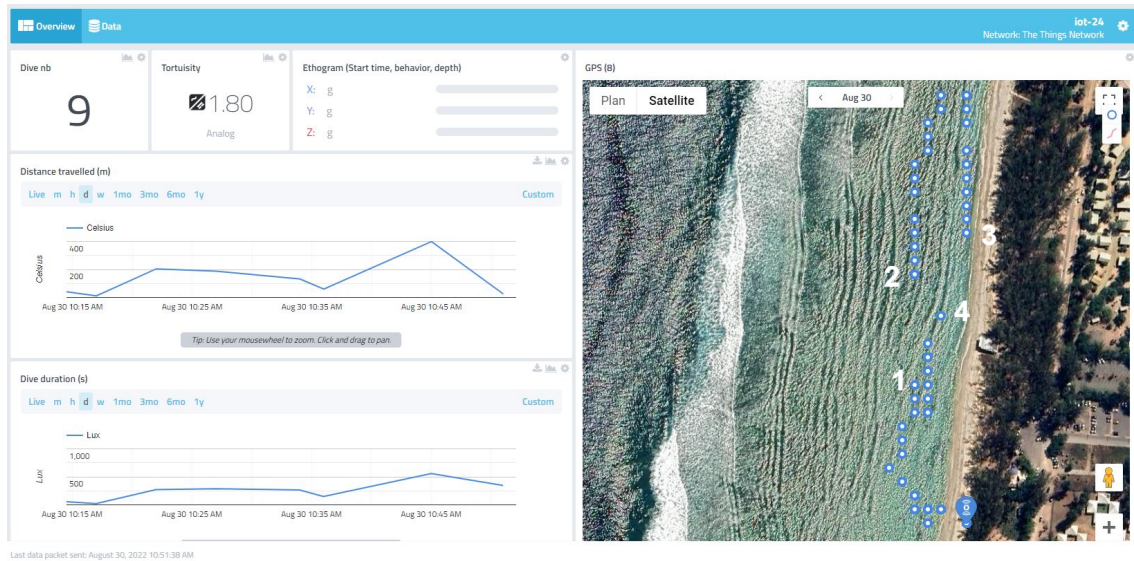 Overview Data
iot-24
Network: The Things Network
Dive nb
9
Tortuisity
1.80
Analog
Ethogram (Start time, behavior, depth)
X: g
Y: g
Z: g
GPS (8)
Plan Satellite
Aug 30
3
2
4
1
Distance travelled (m)
Live m h d w 1mo 3mo 6mo 1y Custom
Celsius
400
200
Celsius
Aug 30 10:15 AM Aug 30 10:25 AM Aug 30 10:35 AM Aug 30 10:45 AM
Tip: Use your mousewheel to zoom. Click and drag to pan.
Dive duration (s)
Live m h d w 1mo 3mo 6mo 1y Custom
Lux
1,000
500
Lux
Aug 30 10:15 AM Aug 30 10:25 AM Aug 30 10:35 AM Aug 30 10:45 AM
Last data packet sent: August 30, 2022 10:51:38 AM